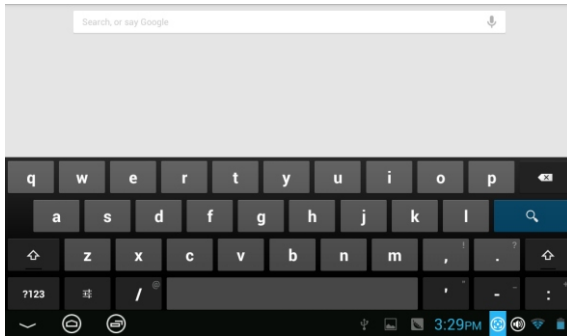 Search, or say Google
q w e r t y u i o p
a s d f g h j k l
! ?
z x c v b n m , .
@ " _
?123 / ' - :
3:29PM